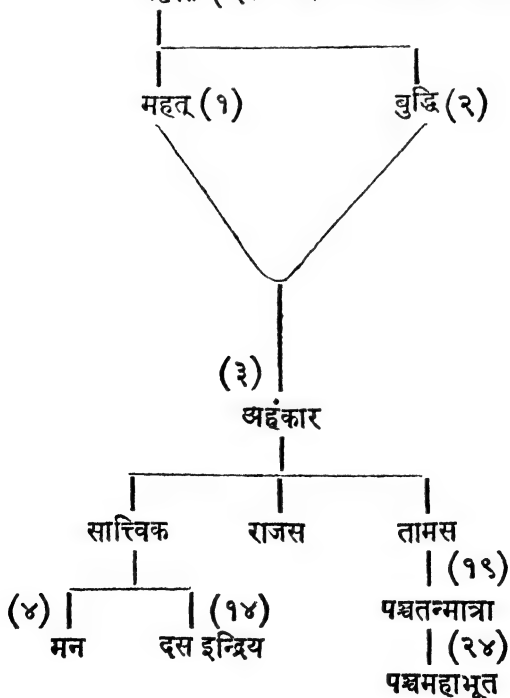 महत् (१) बुद्धि (२)
(३)
अहंकार
सात्त्विक राजस तामस
(१९)
(४) (१४) पञ्चतन्मात्रा
मन दस इन्द्रिय (२४)
पञ्चमहाभूत